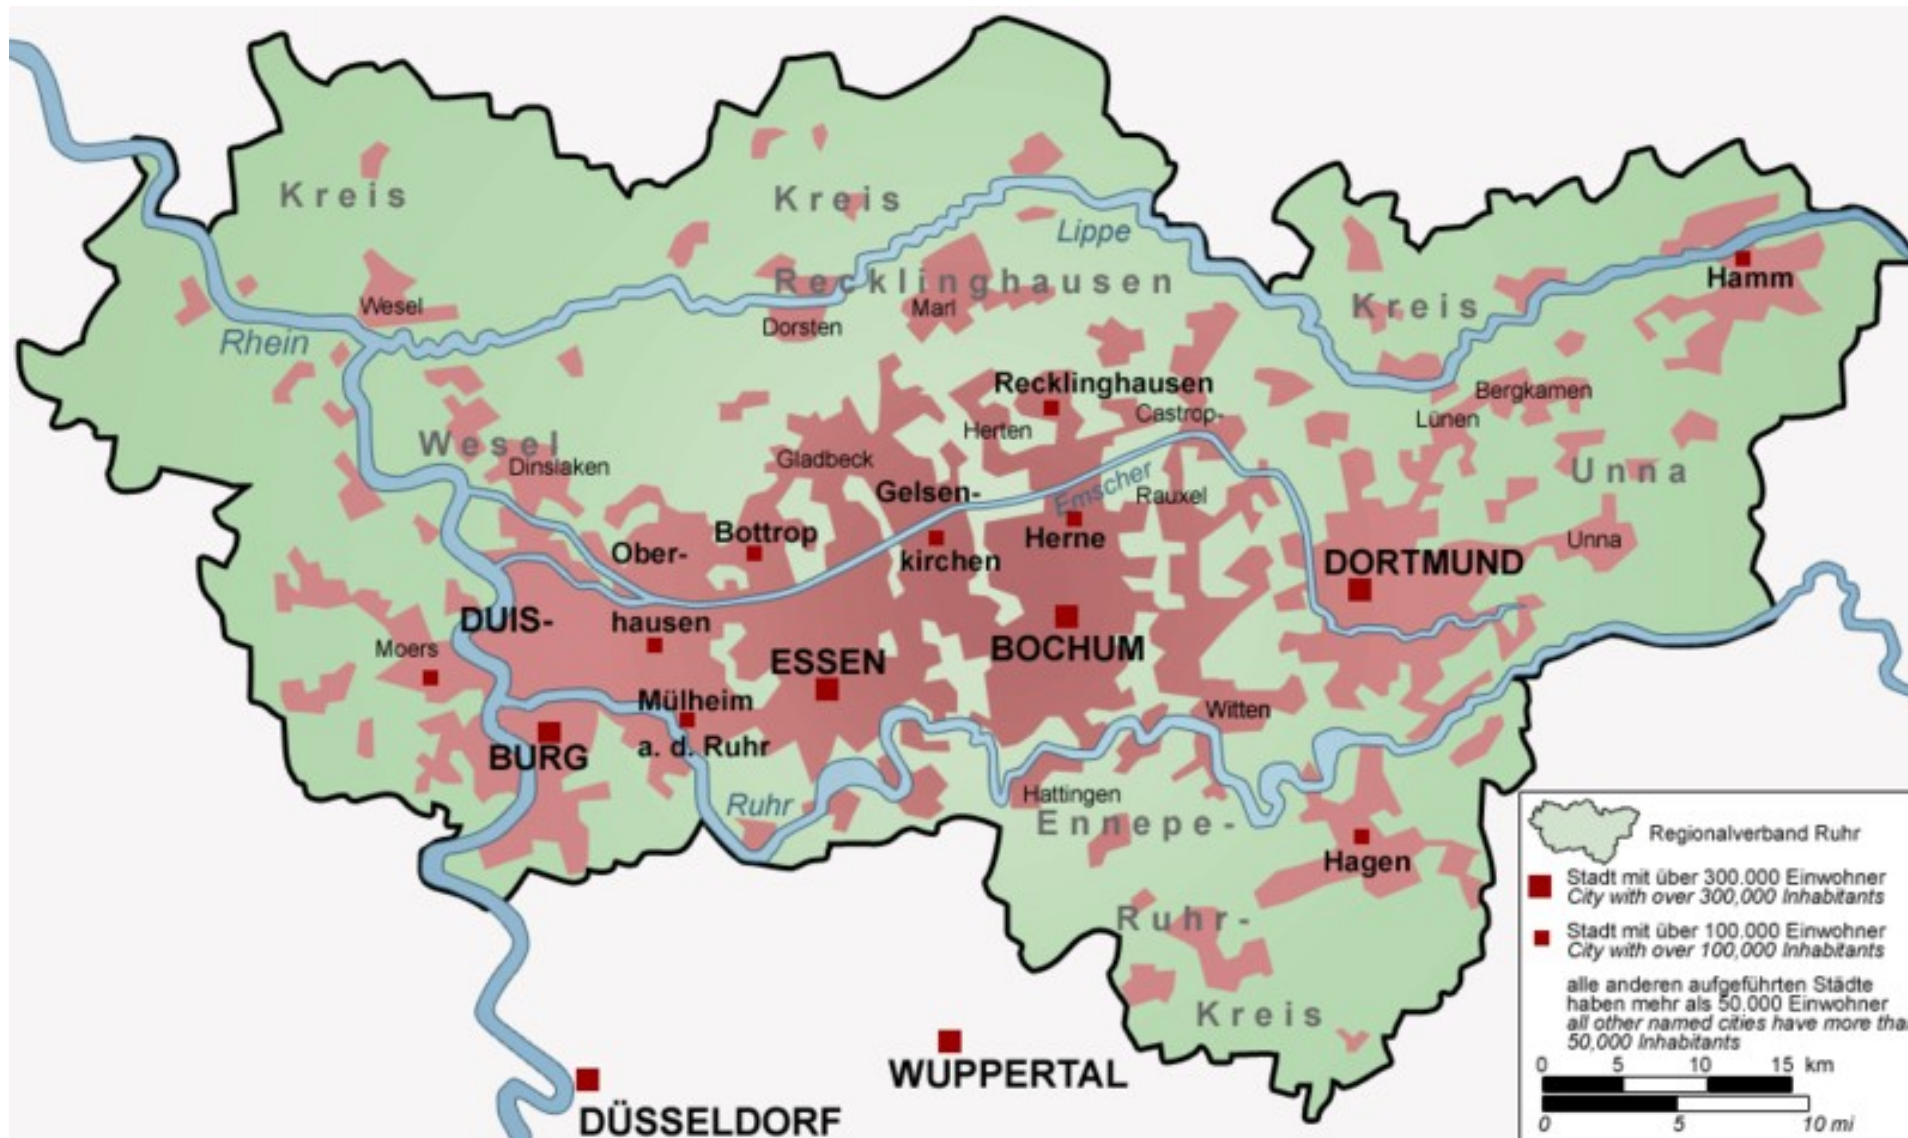 Kreis
Kreis
Lippe
Recklinghausen
Kreis
Hamm
Wesel
Marl
Dorsten
Rhein
Recklinghausen
Bergkamen
Castrop-
Lünen
Herten
Wesel
Gladbeck
Dinslaken
Unna
Emscher
Gelsen-
Rauxel
Bottrop
Herne
Unna
Ober-
kirchen
DORTMUND
DUIS-
hausen
Moers
BOCHUM
ESSEN
Mülheim
Witten
a. d. Ruhr
BURG
Ruhr
Hattingen
Ennepe-
Hagen
Ruhr-
Kreis
WUPPERTAL
DÜSSELDORF
Regionalverband Ruhr
Stadt mit über 300.000 Einwohner
City with over 300,000 Inhabitants
Stadt mit über 100.000 Einwohner
City with over 100,000 Inhabitants
alle anderen aufgeführten Städte
haben mehr als 50.000 Einwohner
all other named cities have more tha
50,000 Inhabitants
0 5 10 15 km
0 5 10 mi